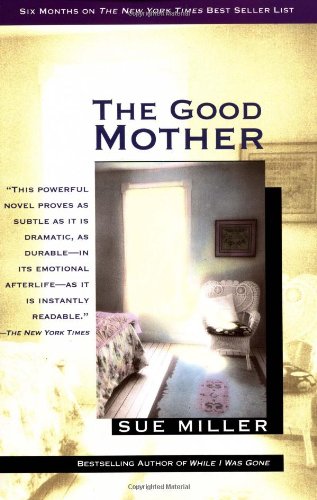 SIX MONTHS ON THE NEW YORK TIMES BEST SELLER LIST
THE GOOD
MOTHER
“THIS POWERFUL
NOVEL PROVES AS
SUBTLE AS IT IS
DRAMATIC, AS
DURABLE—IN
ITS EMOTIONAL
AFTERLIFE—AS IT
IS INSTANTLY
READABLE.”
—THE NEW YORK TIMES
SUE MILLER
BESTSELLING AUTHOR OF WHILE I WAS GONE